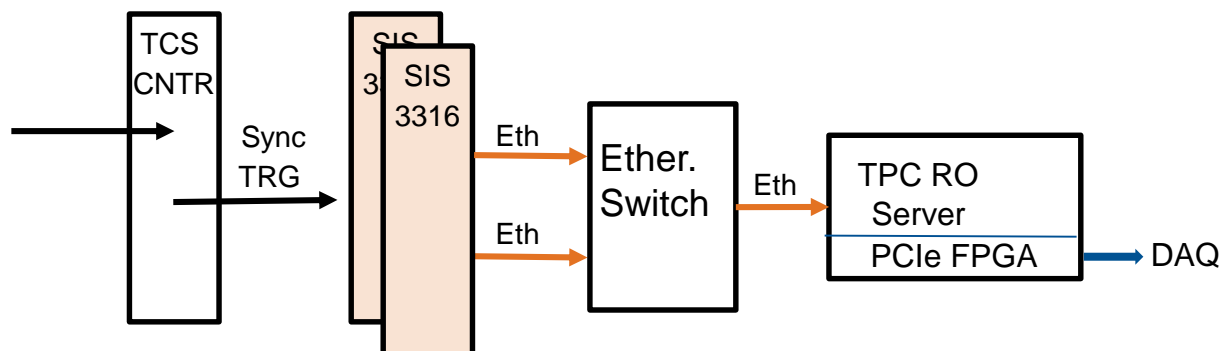 TCS
CNTR
Sync
TRG
SIS
SIS
3316
Eth
Eth
Ether.
Switch
Eth
TPC RO
Server
PCIe FPGA
DAQ